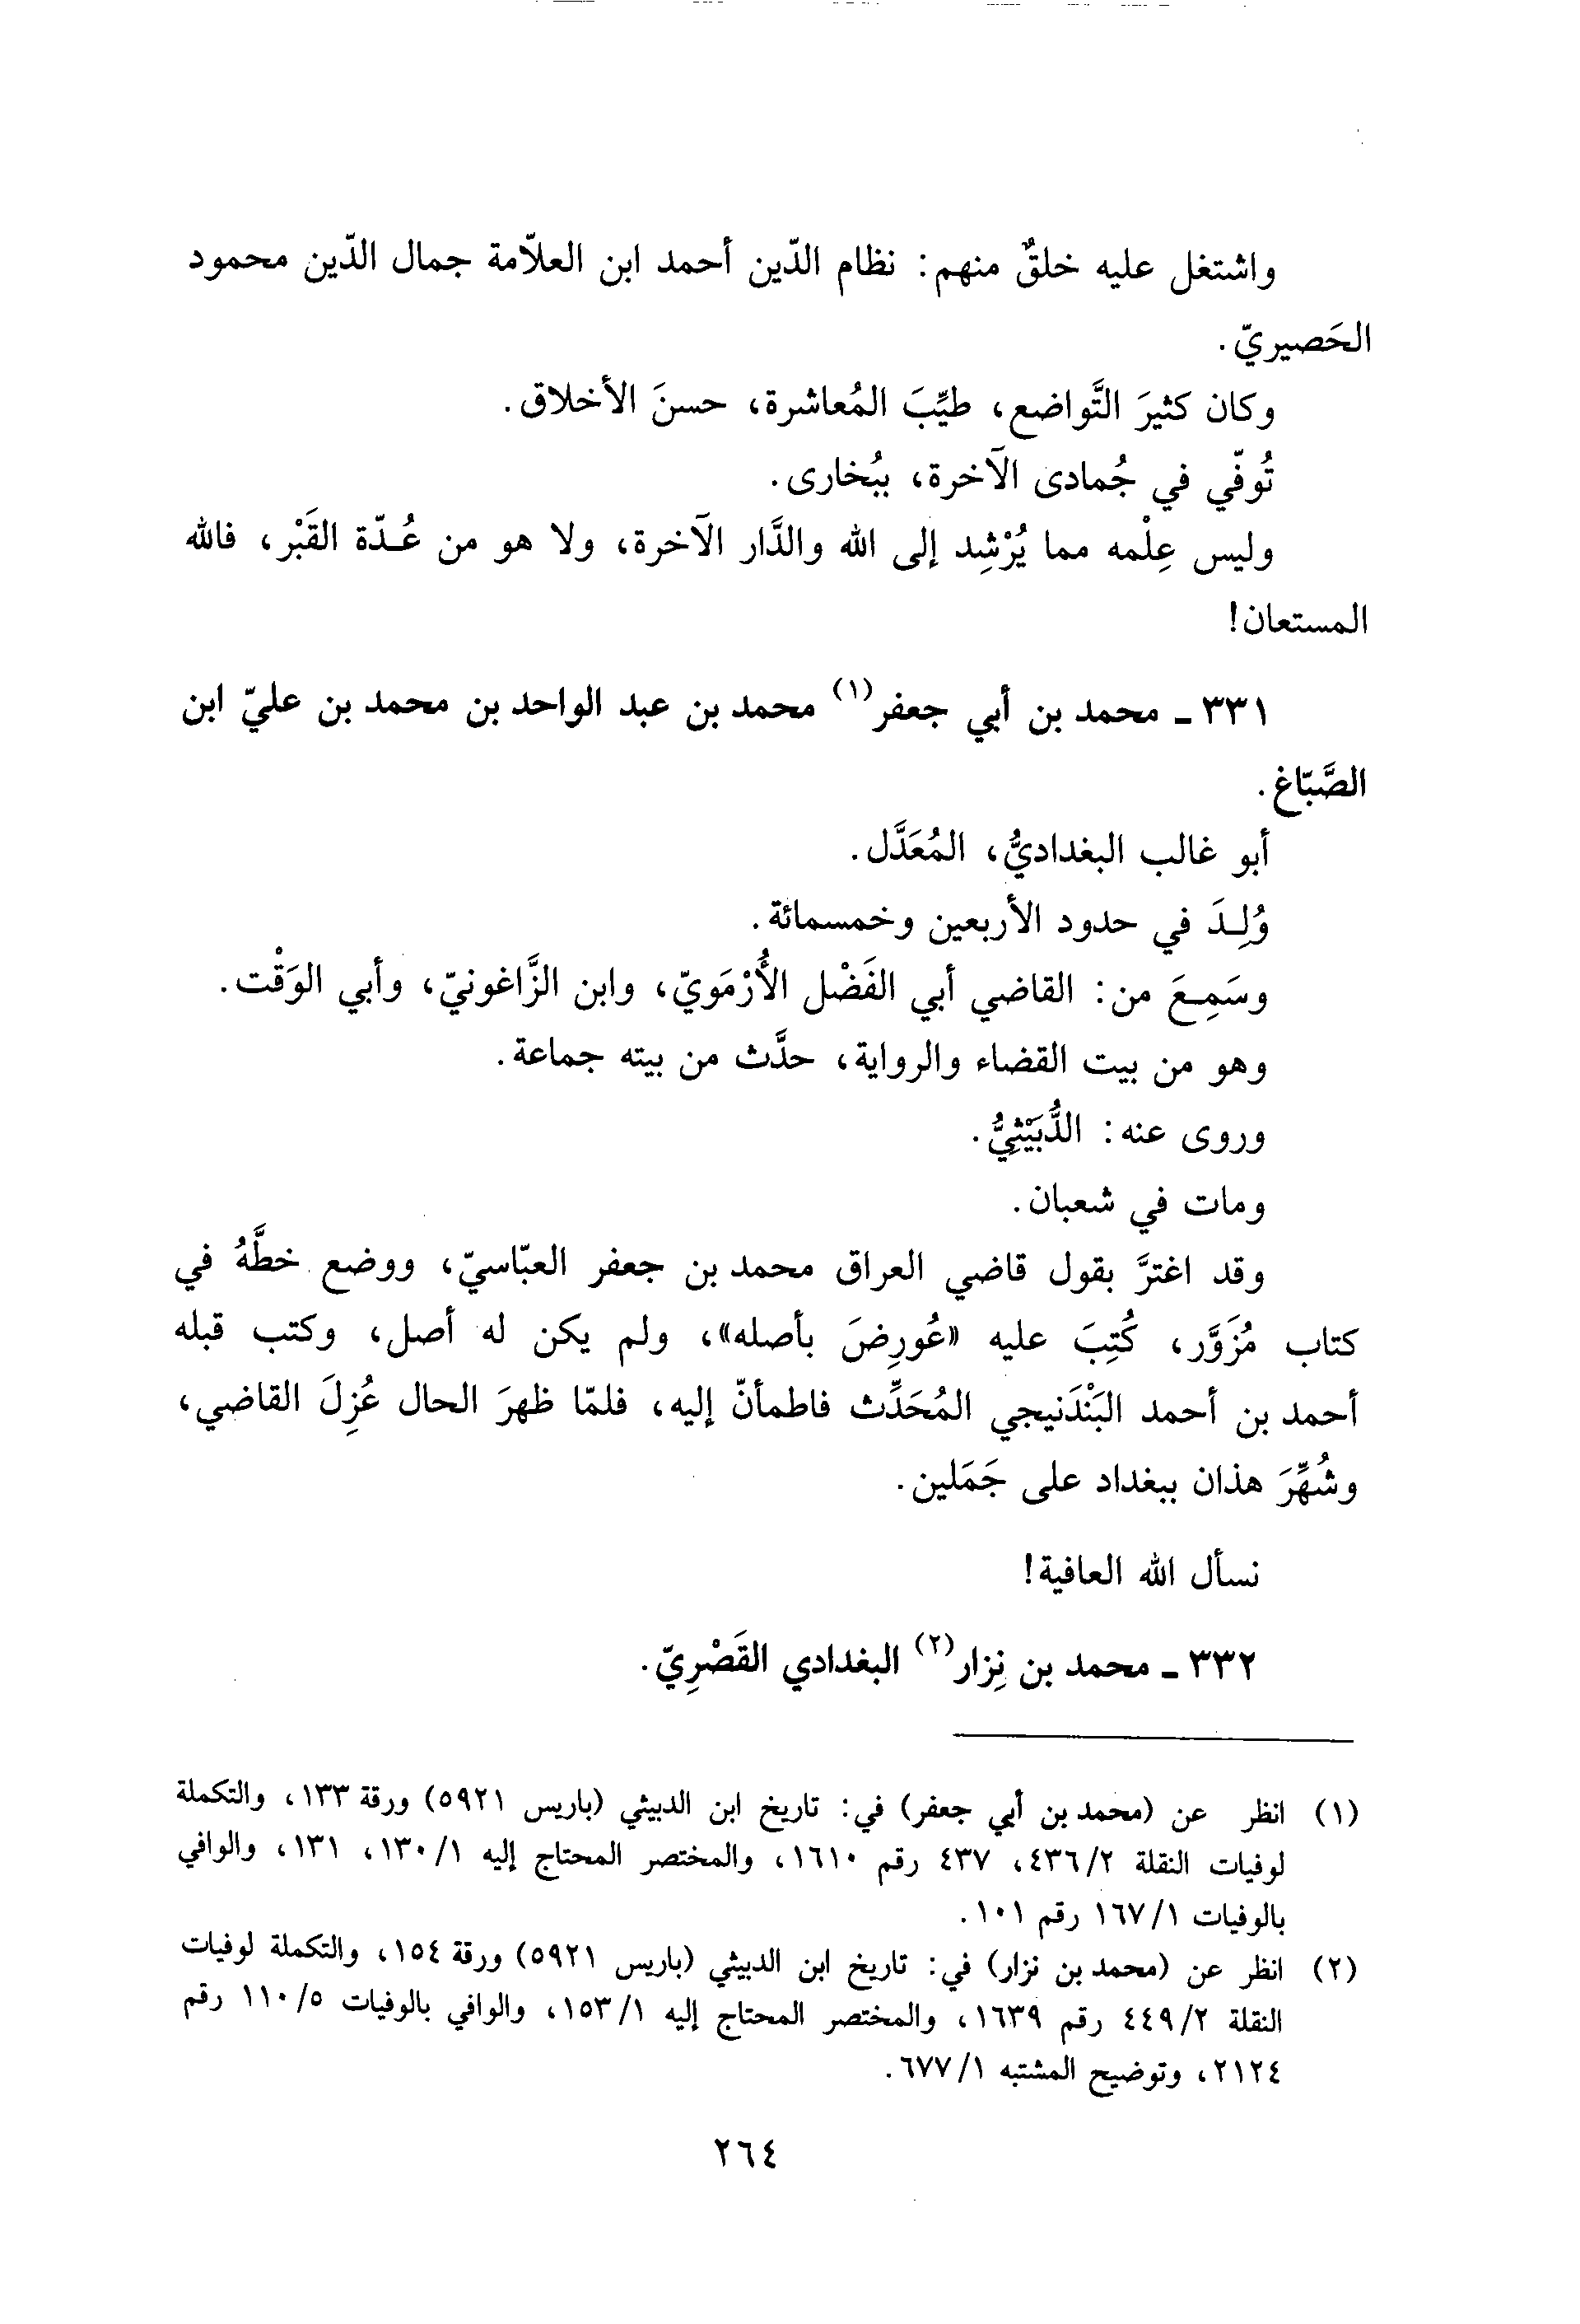 واشتغل عليه خلقٌ منهم: نظام الدّين أحمد ابن العلاّمة جمال الدّين محمود
الحَصيريّ.
وكان كثيرَ التَّواضع، طيِّبَ المُعاشرة، حسنَ الأخلاق.
تُوفّي في جُمادى الآخرة، ببُخارى.
وليس عِلْمه مما يُرْشِد إلى الله والدَّار الآخرة، ولا هو من عُدّة القَبْر، فالله
المستعان!
٣٣١ ـ محمد بن أبي جعفر(١) محمد بن عبد الواحد بن محمد بن عليّ ابن
الصَّبّاغ.
أبو غالب البغداديُّ، المُعَدَّل.
وُلِدَ في حدود الأربعين وخمسمائة.
وسَمِعَ من: القاضي أبي الفَضْل الأُرْمَويّ، وابن الزَّاغونيّ، وأبي الوَقْت.
وهو من بيت القضاء والرواية، حدَّث من بيته جماعة.
وروى عنه: الدُّبَيْثِيُّ.
ومات في شعبان.
وقد اغترَّ بقول قاضي العراق محمد بن جعفر العبّاسيّ، ووضع خطَّهُ في
كتاب مُزَوَّر، كُتِبَ عليه «عُورِضَ بأصله»، ولم يكن له أصل، وكتب قبله
أحمد بن أحمد البَنْدَنيجي المُحَدِّث فاطمأنّ إليه، فلمّا ظهرَ الحال عُزِلَ القاضي،
وشُهِّرَ هذان ببغداد على جَمَلين.
نسأل الله العافية!
٣٣٢ ـ محمد بن نِزار(٢) البغدادي القَصْرِيّ.
(١) انظر عن (محمد بن أبي جعفر) في: تاريخ ابن الدبيثي (باريس ٥٩٢١) ورقة ١٣٣، والتكملة
لوفيات النقلة ٢/ ٤٣٦، ٤٣٧ رقم ١٦١٠، والمختصر المحتاج إليه ١/ ١٣٠، ١٣١، والوافي
بالوفيات ١/ ١٦٧ رقم ١٠١.
(٢) انظر عن (محمد بن نزار) في: تاريخ ابن الدبيثي (باريس ٥٩٢١) ورقة ١٥٤، والتكملة لوفيات
النقلة ٢/ ٤٤٩ رقم ١٦٣٩، والمختصر المحتاج إليه ١/ ١٥٣، والوافي بالوفيات ٥/ ١١٠ رقم
٢١٢٤، وتوضيح المشتبه ١/ ٦٧٧.
٢٦٤